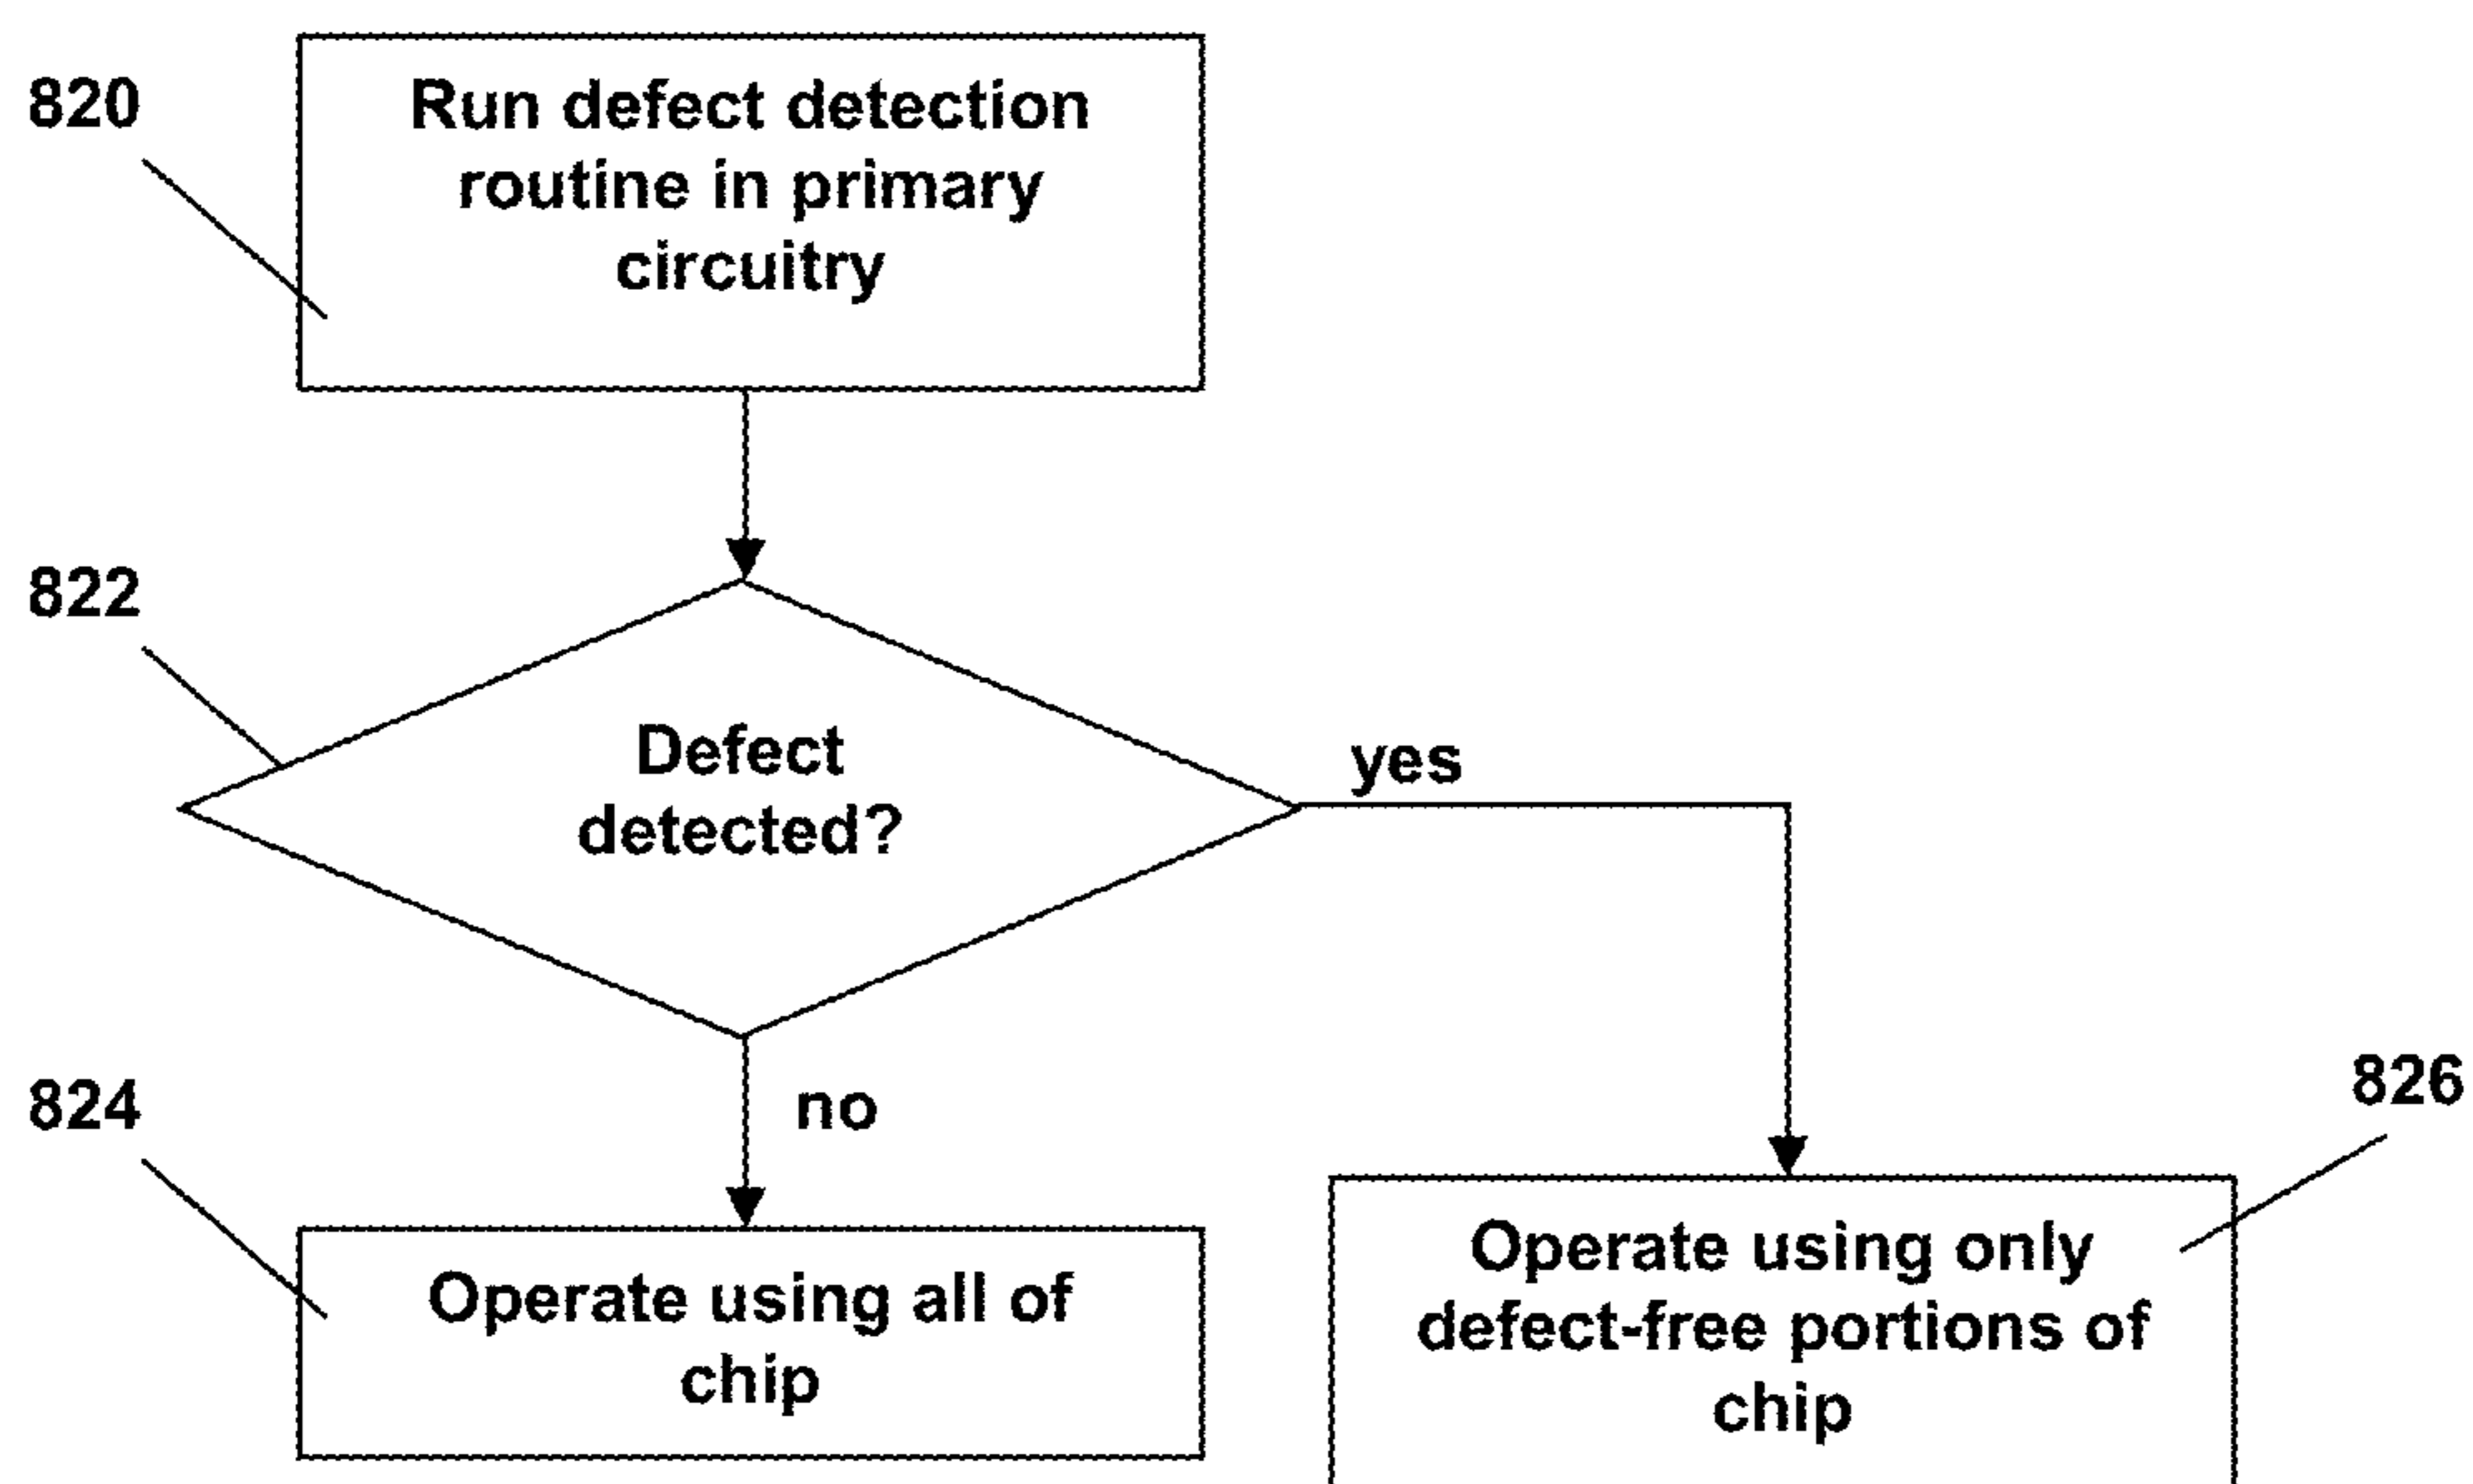 820
Run defect detection
routine in primary
circuitry
822
Defect
detected?
yes
824
no
826
Operate using all of
chip
Operate using only
defect-free portions of
chip